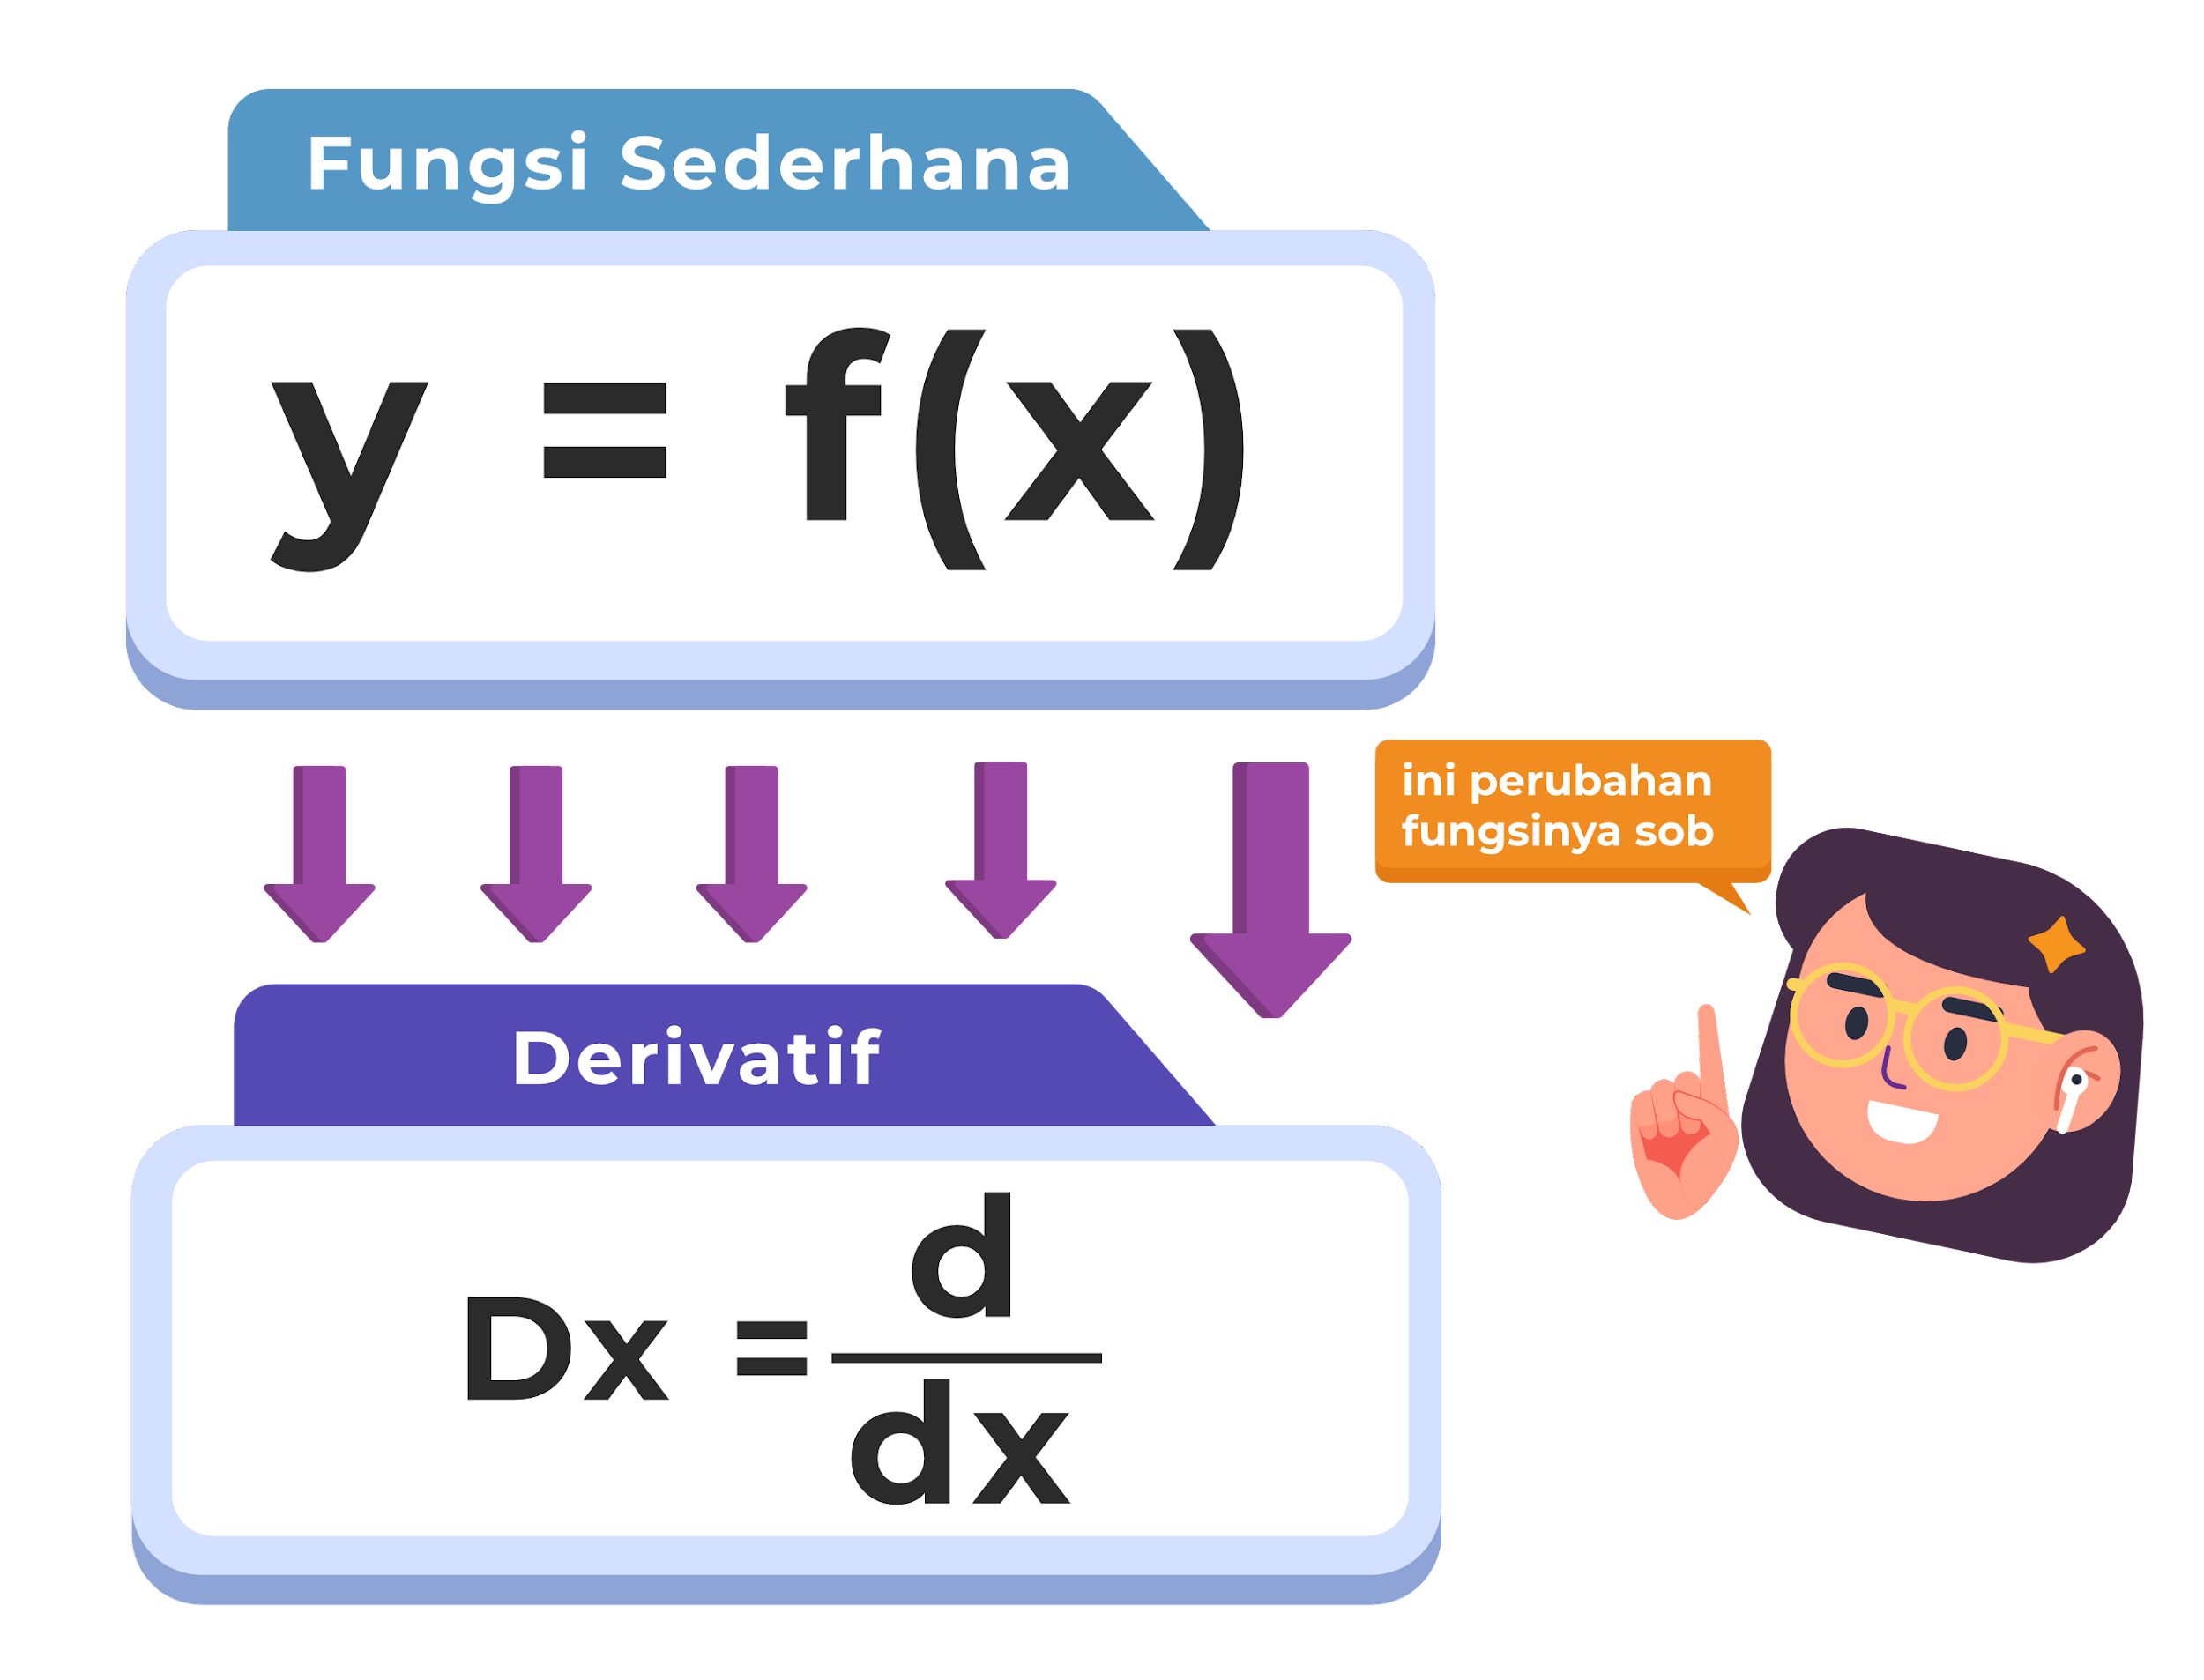 Fungsi Sederhana
y = f(x)
ini perubahan
fungsinya sob
Derivatif
Dx = d/dx